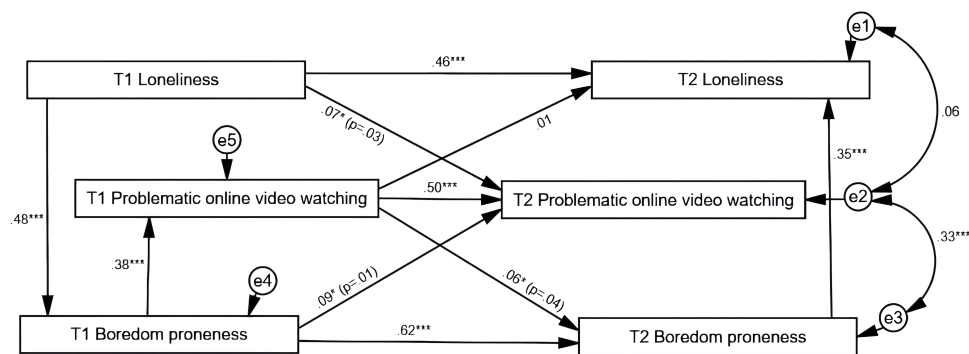 e1
.46***
T1 Loneliness
T2 Loneliness
.07* (p=.03)
.01
.06
e5
.35***
.50***
T1 Problematic online video watching
T2 Problematic online video watching
e2
.48***
.38***
.33***
e4
.09* (p=.01)
.06* (p=.04)
e3
T1 Boredom proneness
.62***
T2 Boredom proneness